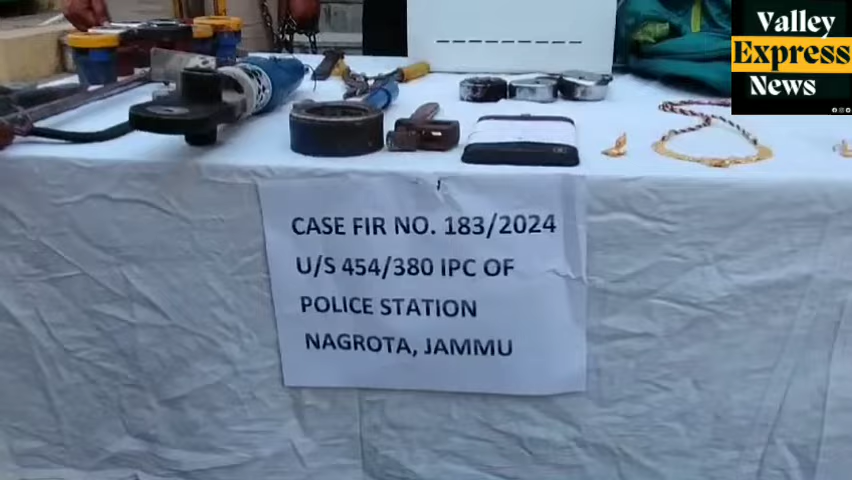 Valley
Express
News
CASE FIR NO. 183/2024
U/S 454/380 IPC OF
POLICE STATION
NAGROTA, JAMMU